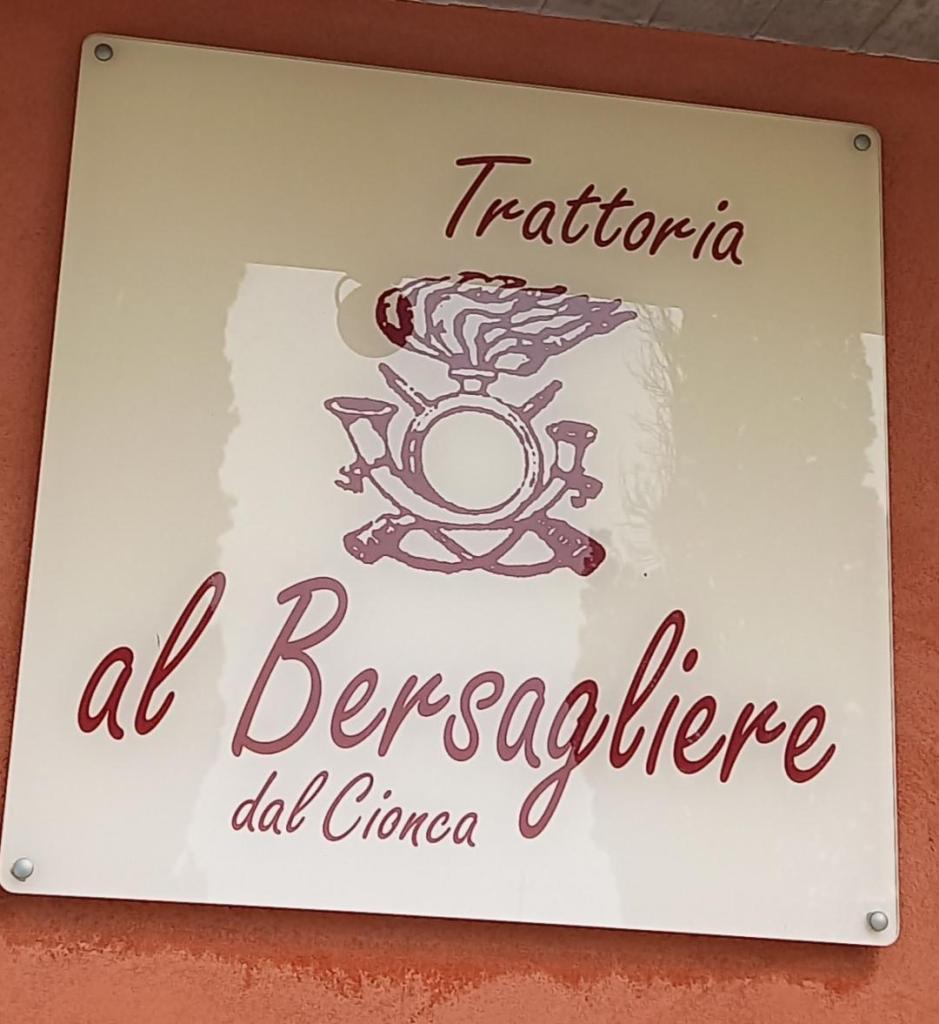 Trattoria
al Bersagliere
dal Cionca